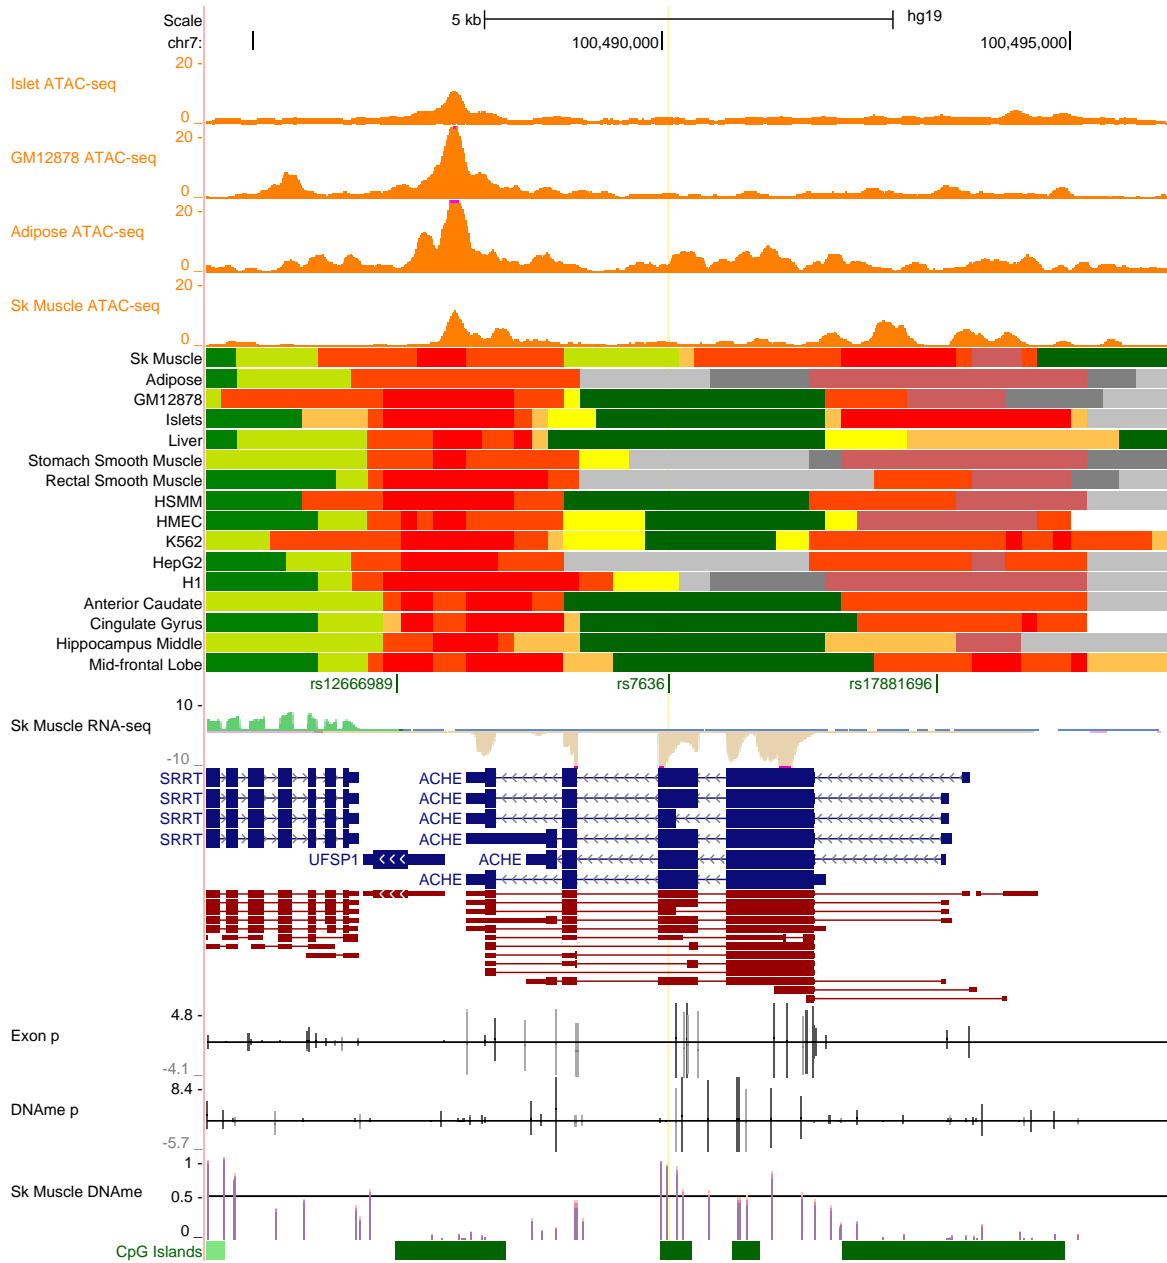 Scale 5 kb hg19
chr7: 100,490,000 100,495,000
20 -
Islet ATAC-seq
0 _
20 -
GM12878 ATAC-seq
0 _
20 -
Adipose ATAC-seq
0 _
20 -
Sk Muscle ATAC-seq
0 _
Sk Muscle
Adipose
GM12878
Islets
Liver
Stomach Smooth Muscle
Rectal Smooth Muscle
HSMM
HMEC
K562
HepG2
H1
Anterior Caudate
Cingulate Gyrus
Hippocampus Middle
Mid-frontal Lobe
rs12666989 rs7636 rs17881696
10 -
Sk Muscle RNA-seq
-10 _
SRRT ACHE
SRRT ACHE
SRRT ACHE
SRRT ACHE
UFSP1 ACHE
ACHE
4.8 -
Exon p
-4.1 _
8.4 -
DNAme p
-5.7 _
1 -
Sk Muscle DNAme
0.5 -
0 _
CpG Islands